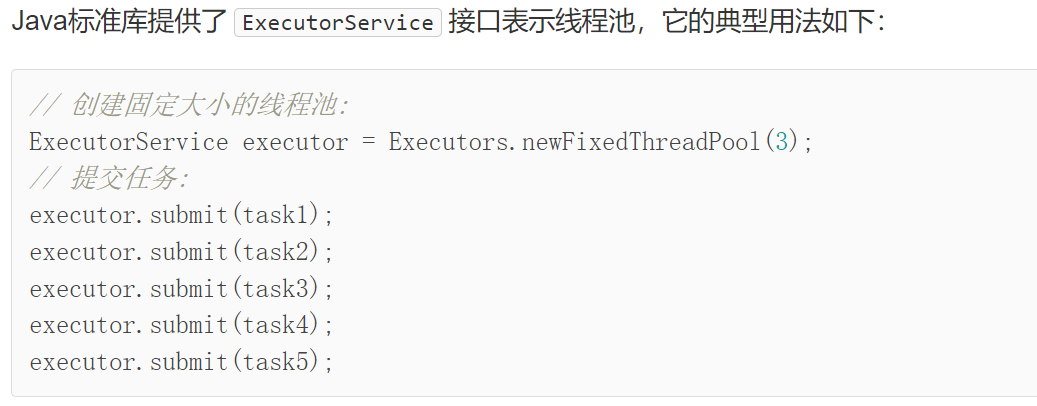 Java标准库提供了 ExecutorService 接口表示线程池，它的典型用法如下：
// 创建固定大小的线程池:
ExecutorService executor = Executors.newFixedThreadPool(3);
// 提交任务:
executor.submit(task1);
executor.submit(task2);
executor.submit(task3);
executor.submit(task4);
executor.submit(task5);